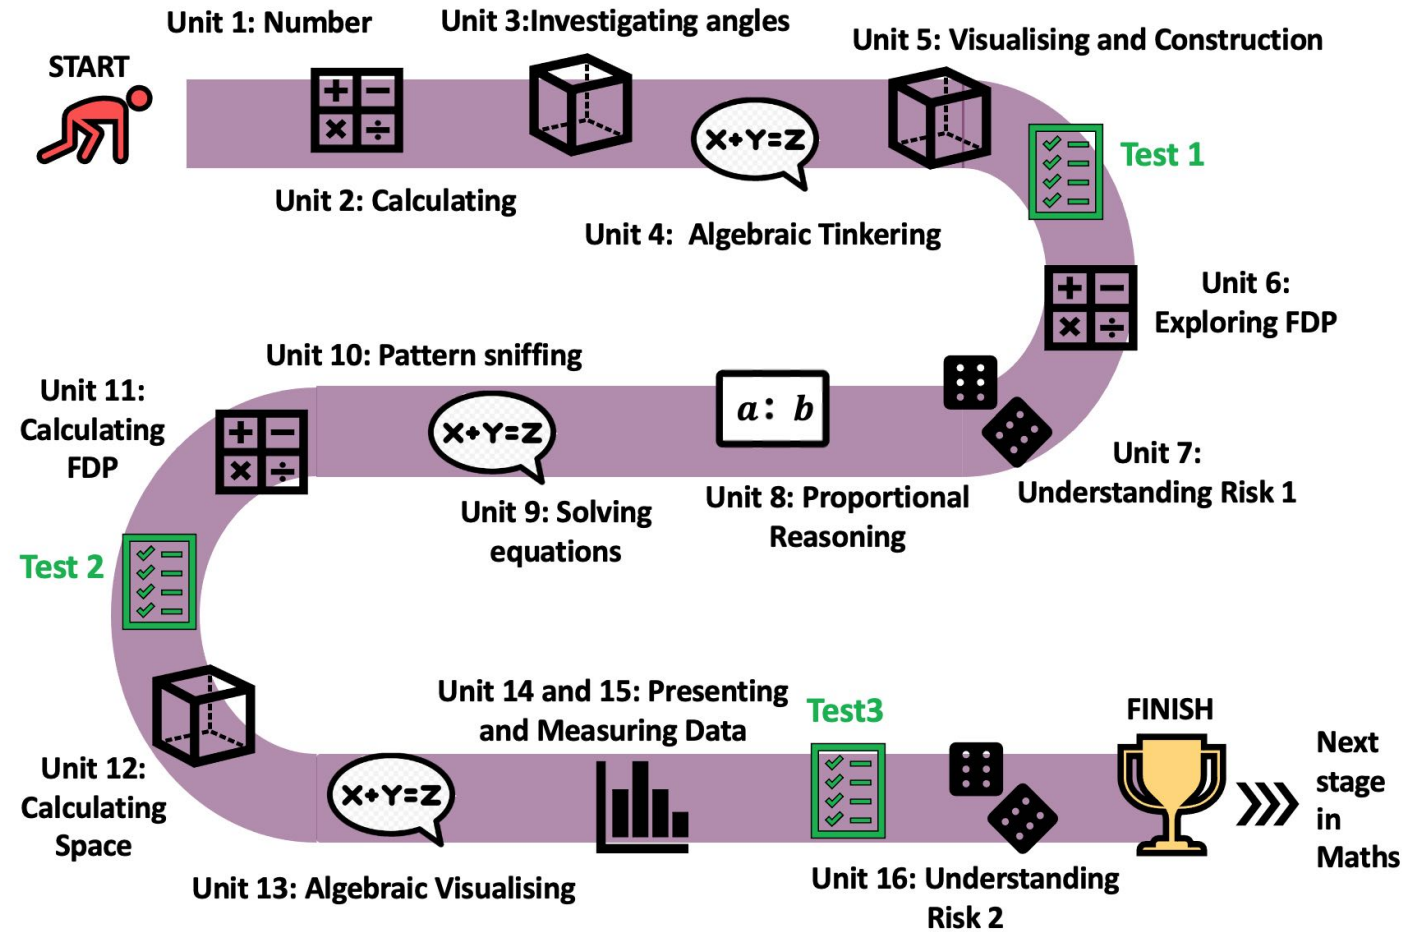 START
Unit 1: Number
Unit 2: Calculating
Unit 3:Investigating angles
X+Y=Z
Unit 4:  Algebraic Tinkering
Unit 5: Visualising and Construction
Test 1
Unit 6:
Exploring FDP
Unit 7:
Understanding Risk 1
a: b
Unit 8: Proportional
Reasoning
X+Y=Z
Unit 9: Solving
equations
Unit 10: Pattern sniffing
Unit 11:
Calculating
FDP
Test 2
Unit 12:
Calculating
Space
X+Y=Z
Unit 13: Algebraic Visualising
Unit 14 and 15: Presenting
and Measuring Data
Test3
Unit 16: Understanding
Risk 2
FINISH
Next
stage
in
Maths